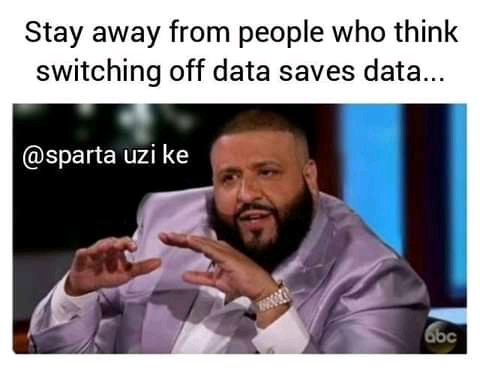 Stay away from people who think
switching off data saves data...
@sparta uzi ke
abc